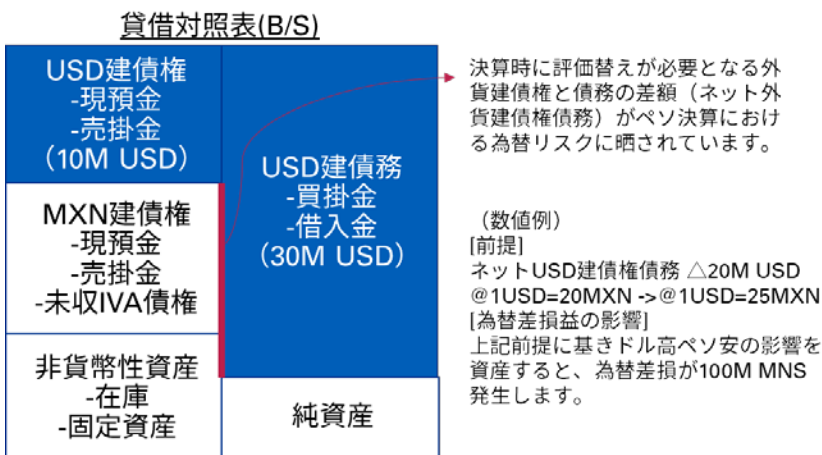 貸借対照表(B/S)
USD建債権
-現預金
-売掛金
（10M USD）
MXN建債権
-現預金
-売掛金
-未収IVA債権
非貨幣性資産
-在庫
-固定資産
USD建債務
-買掛金
-借入金
（30M USD）
純資産
決算時に評価替えが必要となる外
貨建債権と債務の差額（ネット外
貨建債権債務）がペソ決算におけ
る為替リスクに晒されています。
（数値例）
[前提]
ネットUSD建債権債務 △20M USD
@1USD=20MXN ->@1USD=25MXN
[為替差損益の影響]
上記前提に基きドル高ペソ安の影響を
資産すると、為替差損が100M MNS
発生します。